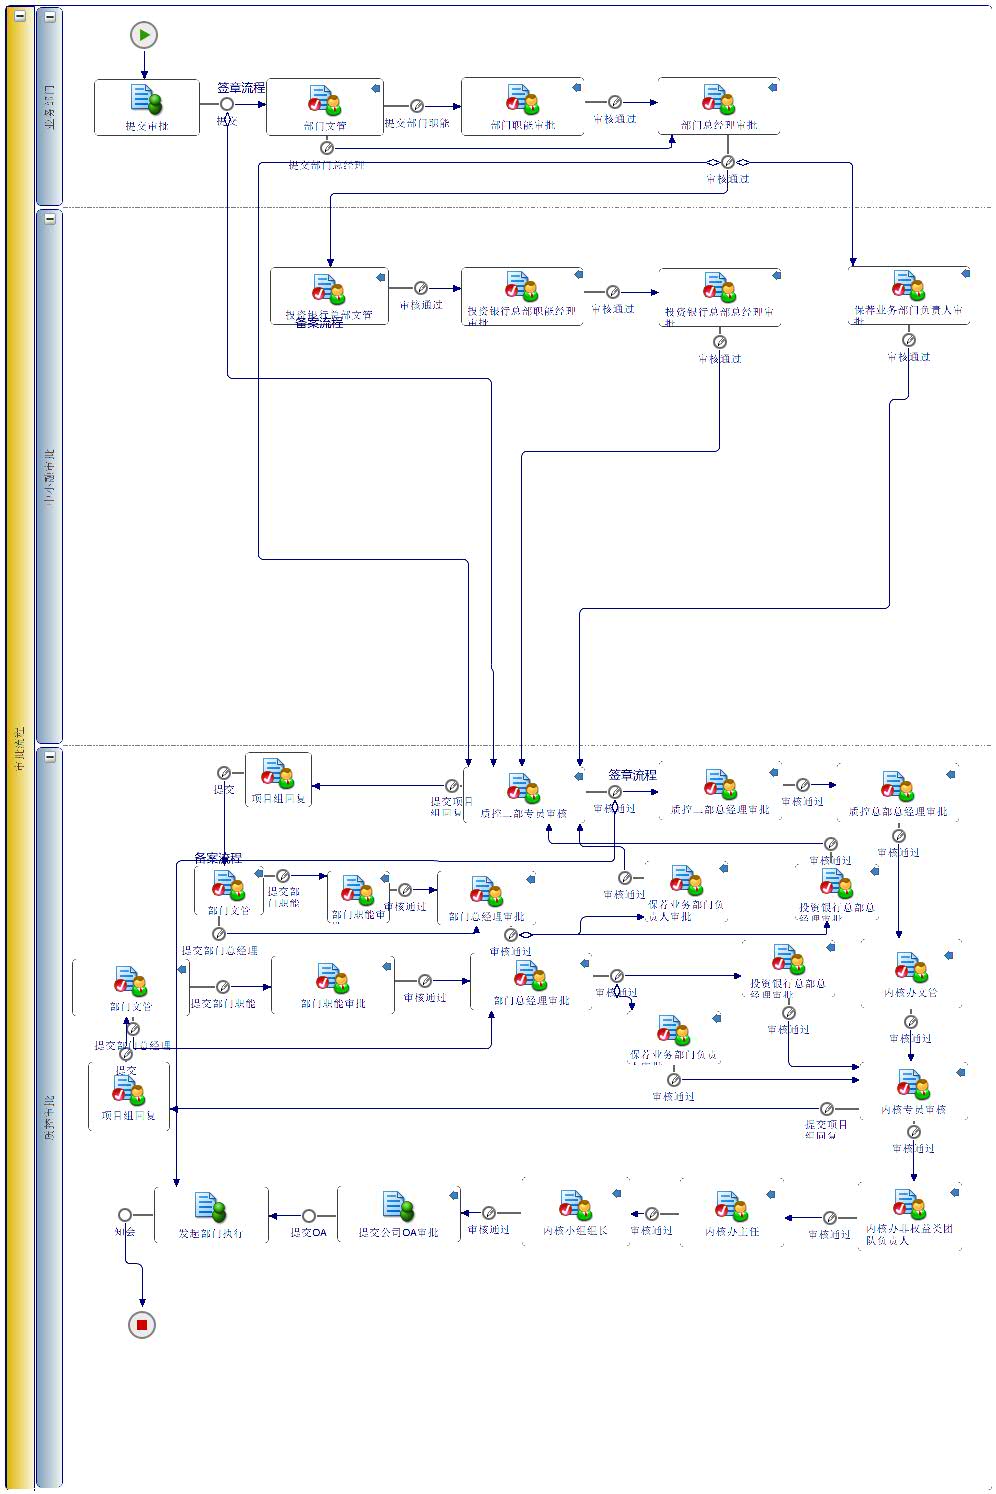 审批流程
业务部门
提交审批
签章流程
提交
部门文管
提交部门职能
部门职能审批
审核通过
部门总经理审批
提交部门总经理
审核通过
中小融审批
投资银行总部文管
备案流程
审核通过
投资银行总部职能经理
审批
审核通过
投资银行总部总经理审
批
保荐业务部门负责人审
批
审核通过
审核通过
提交
项目组回复
提交项目
组回复
质控二部专员审核
签章流程
审核通过
质控二部总经理审批
审核通过
质控总部总经理审批
审核通过
审核通过
备案流程
部门文管
提交部
门职能
部门职能审
审核通过
部门总经理审批
审核通过
保荐业务部门负
责人审批
投资银行总部总
经理审批
提交部门总经理
审核通过
部门文管
提交部门职能
部门职能审批
审核通过
部门总经理审批
审核通过
投资银行总部总
经理审批
内核办文管
提交部门总经理
审核通过
审核通过
提交
保荐业务部门负责
审核通过
项目组回复
提交项目
组回复
内核专员审核
审核通过
质控审批
知会
发起部门执行
提交OA
提交公司OA审批
审核通过
内核小组组长
审核通过
内核办主任
审核通过
内核办非权益类团
队负责人